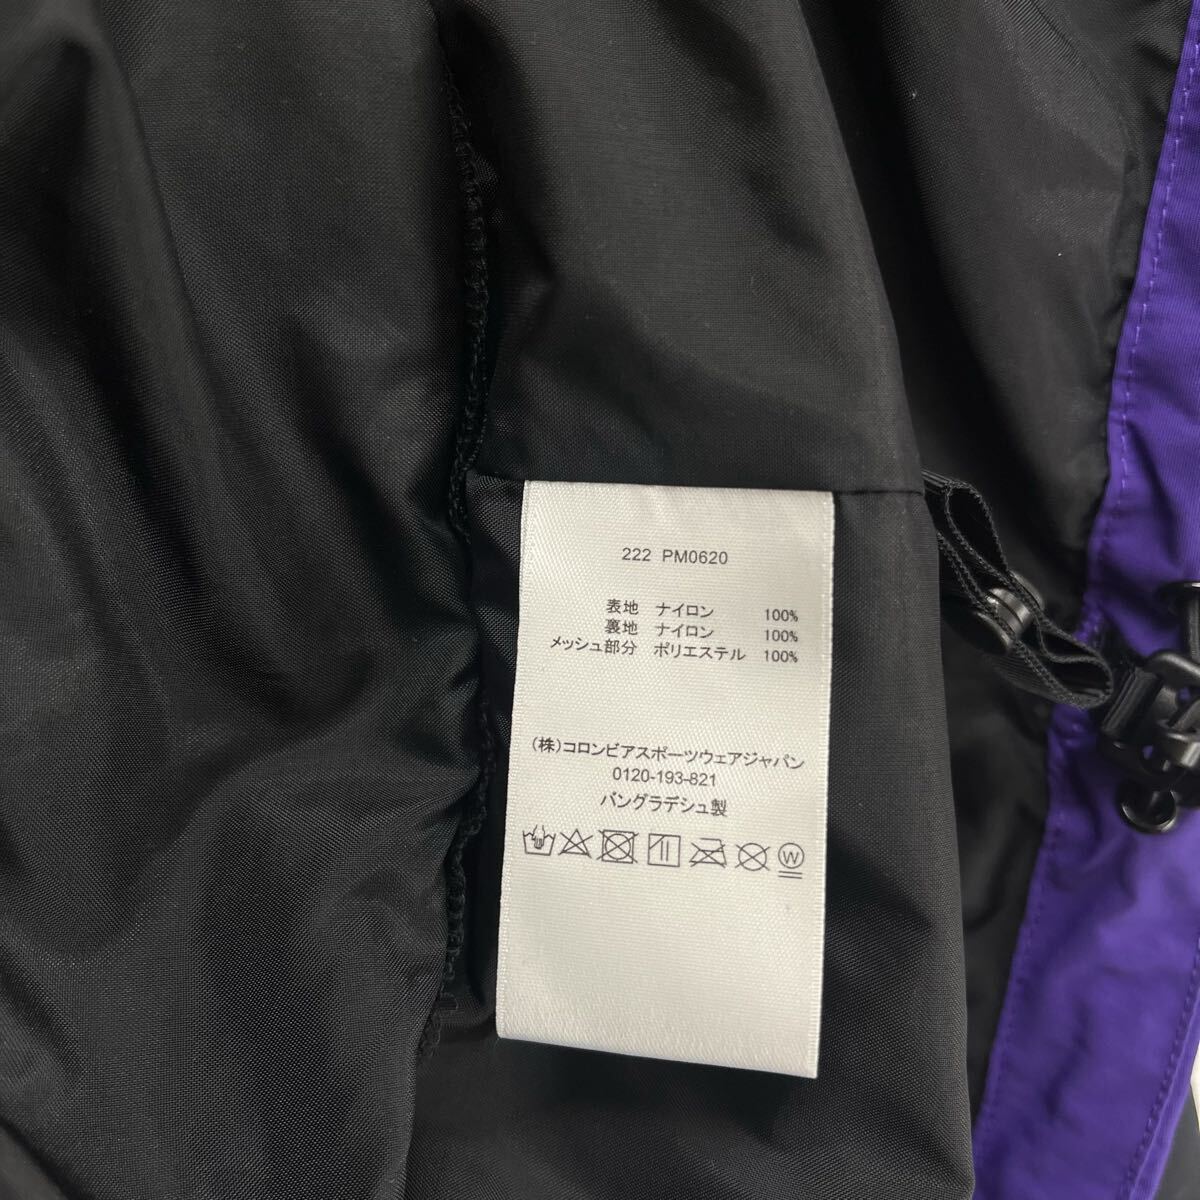 222 PM0620
表地 ナイロン 100%
裏地 ナイロン 100%
メッシュ部分 ポリエステル 100%
(株)コロンビアスポーツウェアジャパン
0120-193-821
バングラデシュ製
W